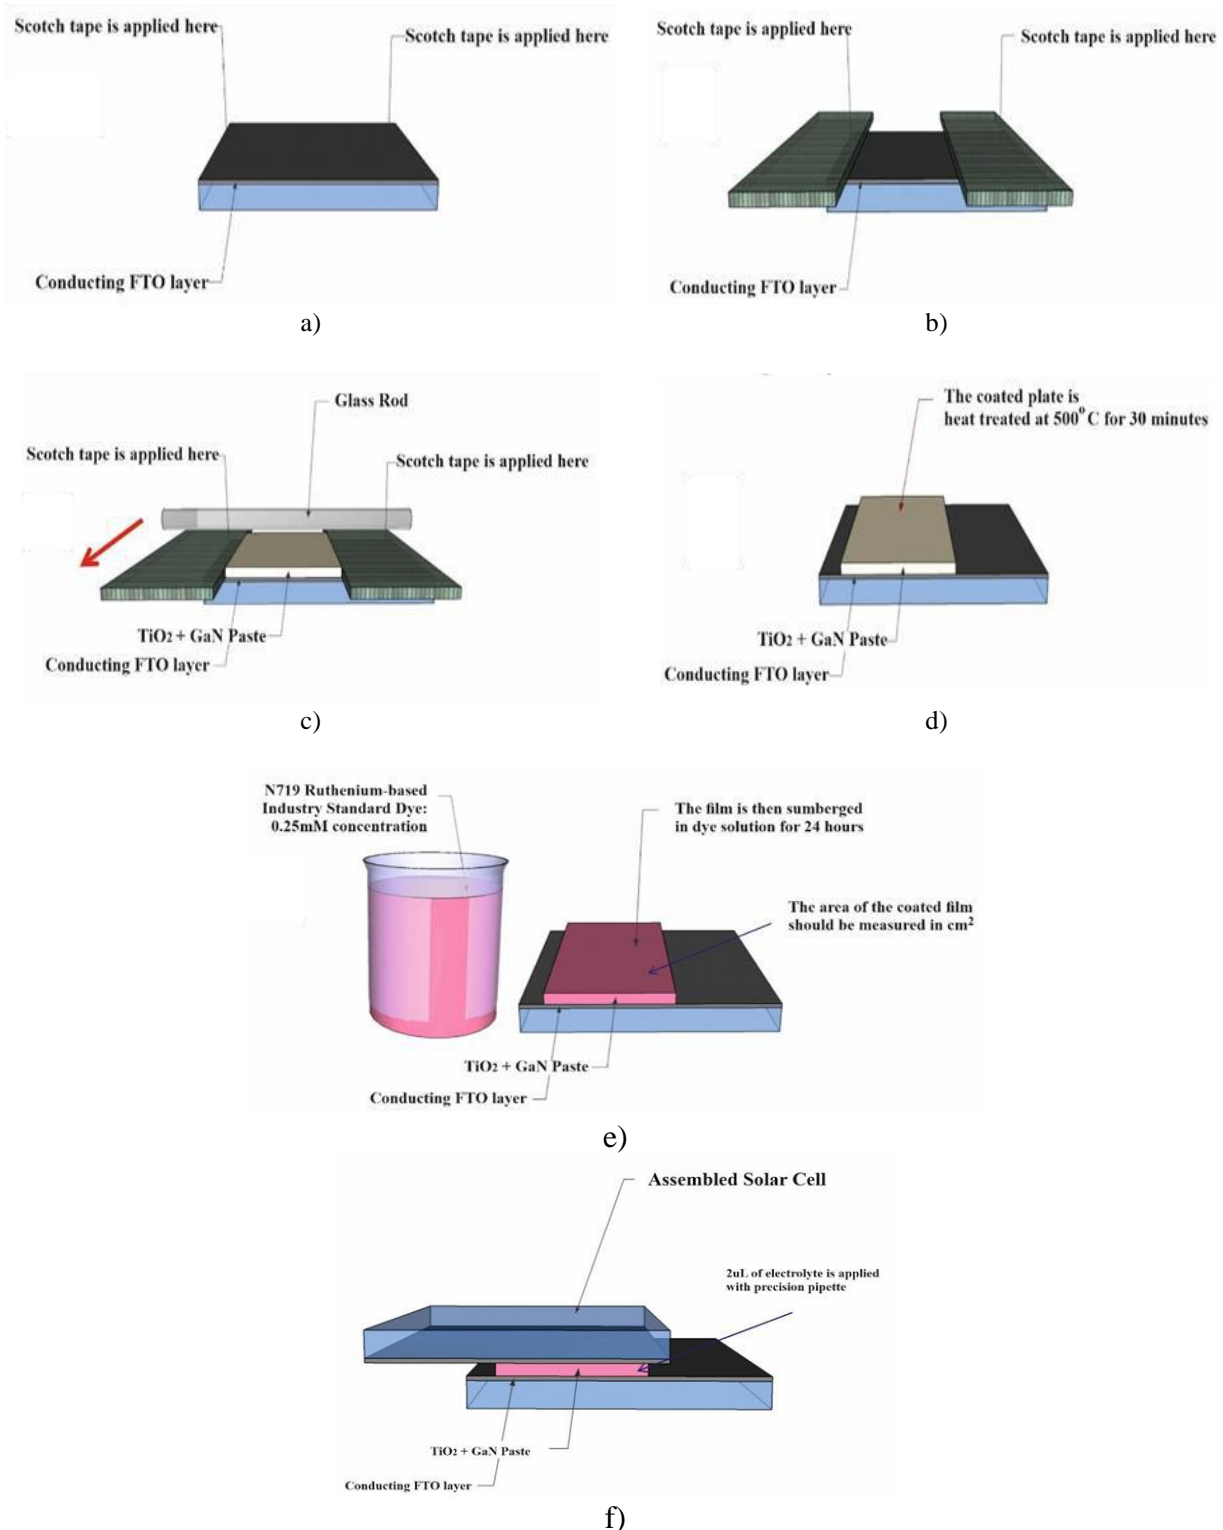 Scotch tape is applied here
Scotch tape is applied here
Conducting FTO layer
a)
Scotch tape is applied here
Scotch tape is applied here
Conducting FTO layer
b)
Glass Rod
Scotch tape is applied here
Scotch tape is applied here
TiO2 + GaN Paste
Conducting FTO layer
c)
The coated plate is
heat treated at 500°C for 30 minutes
TiO2 + GaN Paste
Conducting FTO layer
d)
N719 Ruthenium-based
Industry Standard Dye:
0.25mM concentration
The film is then sumberged
in dye solution for 24 hours
The area of the coated film
should be measured in cm²
TiO2 + GaN Paste
Conducting FTO layer
e)
Assembled Solar Cell
2uL of electrolyte is applied
with precision pipette
TiO2 + GaN Paste
Conducting FTO layer
f)